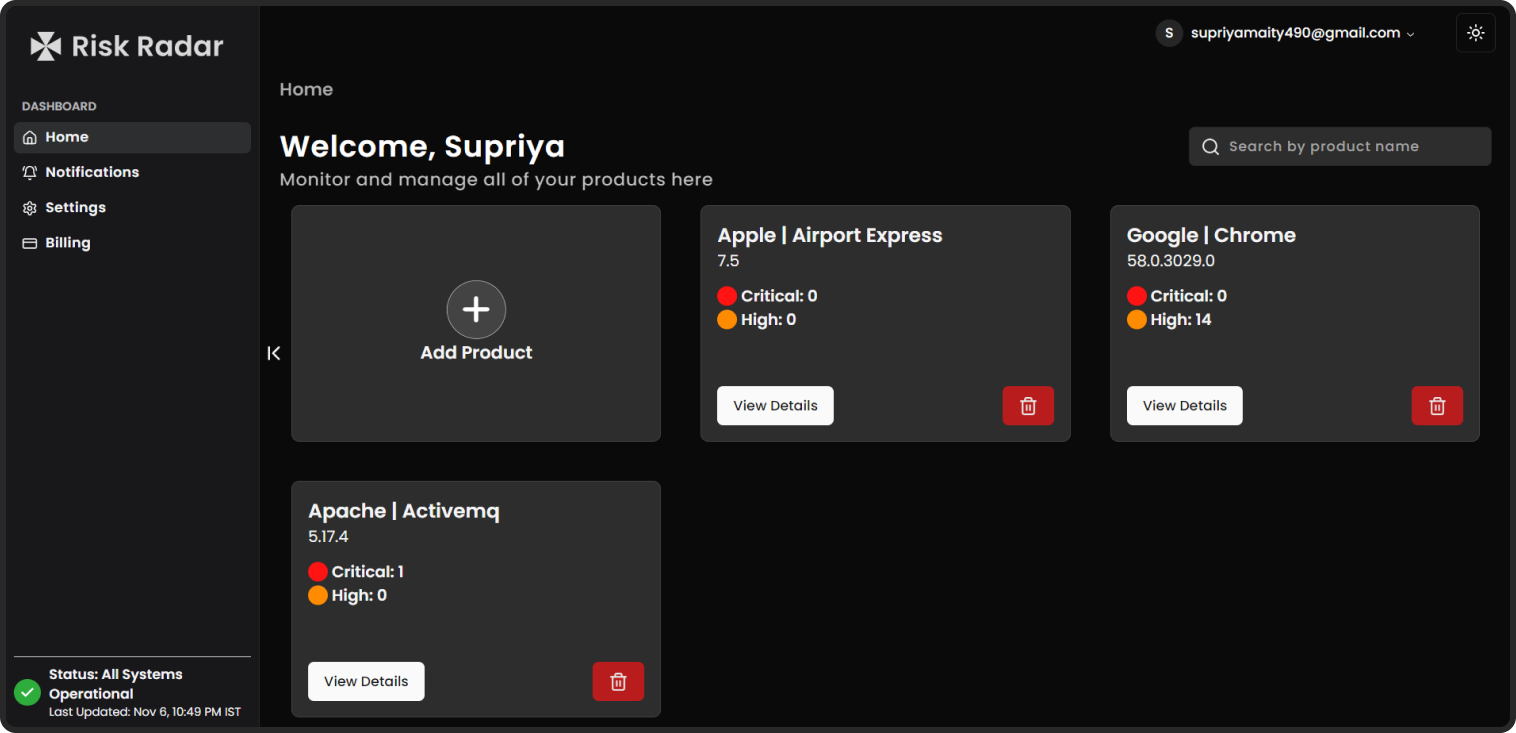 Risk Radar
S
supriyamaity490@gmail.com
DASHBOARD
Home
Notifications
Settings
Billing
Home
Welcome, Supriya
Monitor and manage all of your products here
Search by product name
Add Product
Apple | Airport Express
7.5
Critical: 0
High: 0
View Details
Google | Chrome
58.0.3029.0
Critical: 0
High: 14
View Details
Apache | Activemq
5.17.4
Critical: 1
High: 0
View Details
Status: All Systems
Operational
Last Updated: Nov 6, 10:49 PM IST